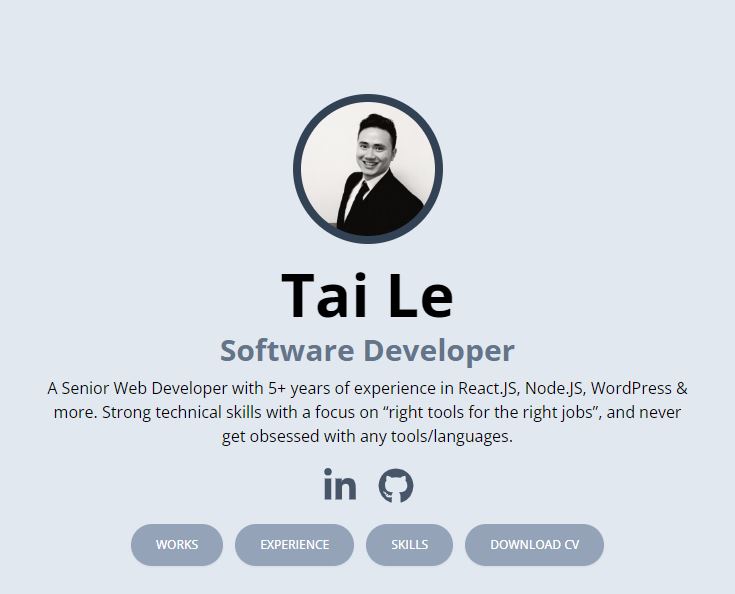 Tai Le
Software Developer
A Senior Web Developer with 5+ years of experience in React.JS, Node.JS, WordPress &
more. Strong technical skills with a focus on “right tools for the right jobs”, and never
get obsessed with any tools/languages.
in
WORKS EXPERIENCE SKILLS DOWNLOAD CV